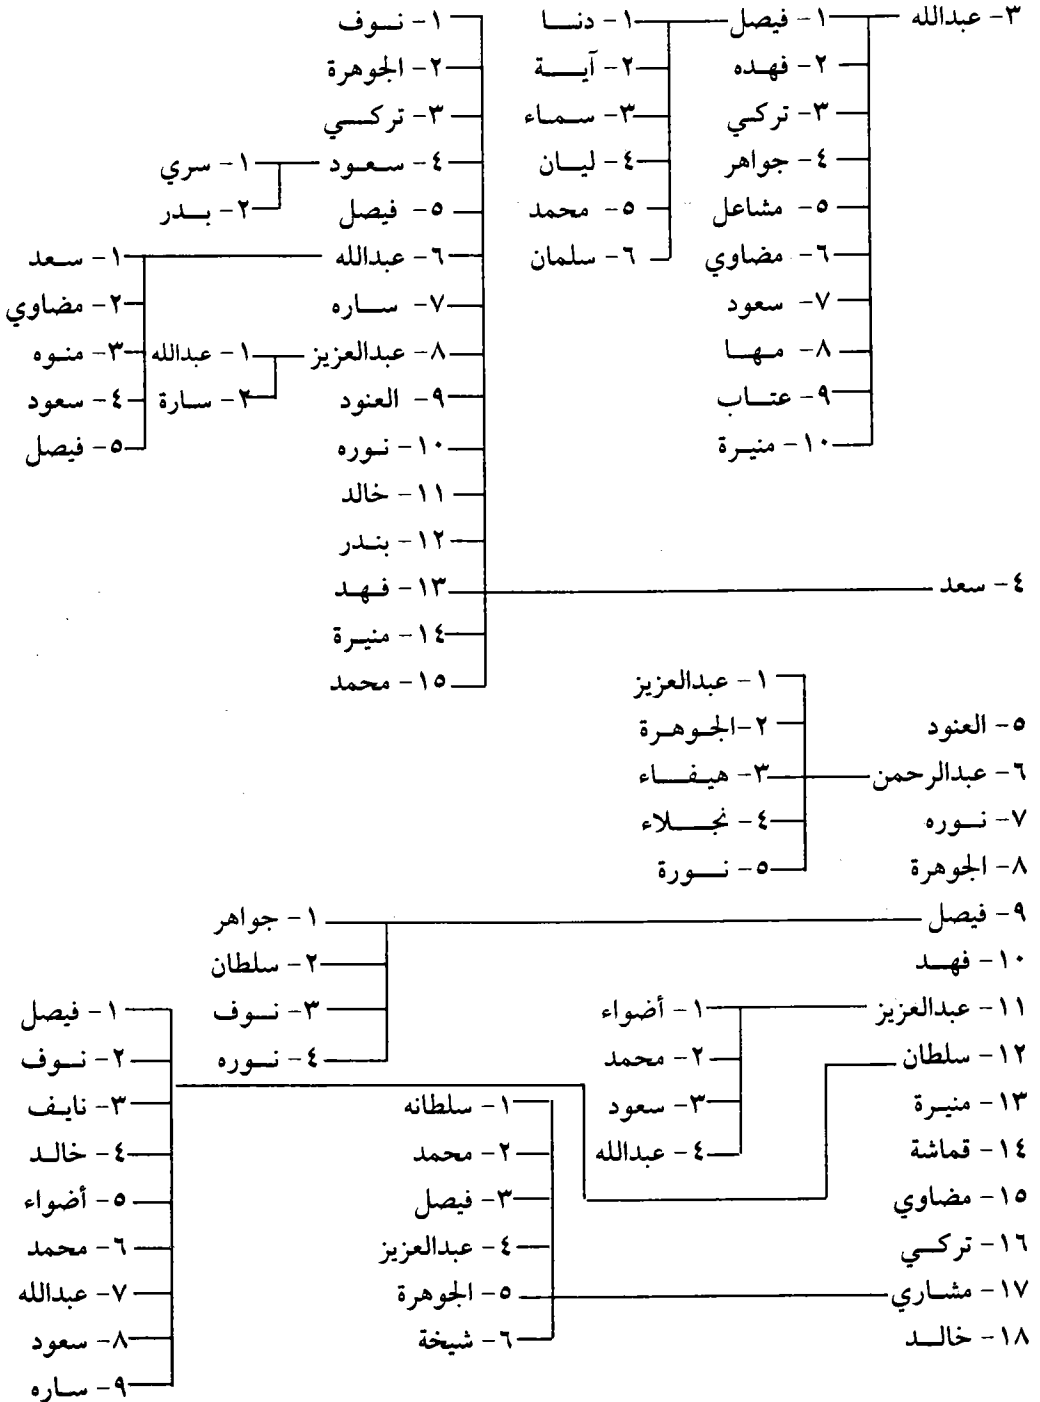 ٣- عبدالله
١- فيصل
٢- فهده
٣- تركي
٤- جواهر
٥- مشاعل
٦- مضاوي
٧- سعود
٨- مها
٩- عتاب
١٠- منيرة
١- دنا
٢- آية
٣- سماء
٤- ليان
٥- محمد
٦- سلمان
٤- سعد
١- نوف
٢- الجوهرة
٣- تركي
٤- سعود
٥- فيصل
٦- عبدالله
٧- ساره
٨- عبدالعزيز
٩- العنود
١٠- نوره
١١- خالد
١٢- بندر
١٣- فهد
١٤- منيرة
١٥- محمد
١- سري
٢- بدر
١- سعد
٢- مضاوي
٣- منوه
٤- سعود
٥- فيصل
١- عبدالله
٢- سارة
٥- العنود
٦- عبدالرحمن
١- عبدالعزيز
٢- الجوهرة
٣- هيفاء
٤- نجلاء
٥- نورة
٧- نوره
٨- الجوهرة
٩- فيصل
١- جواهر
٢- سلطان
٣- نوف
٤- نوره
١٠- فهد
١١- عبدالعزيز
١- أضواء
٢- محمد
٣- سعود
٤- عبدالله
١٢- سلطان
١- فيصل
٢- نوف
٣- نايف
٤- خالد
٥- أضواء
٦- محمد
٧- عبدالله
٨- سعود
٩- ساره
١٣- منيرة
١٤- قماشة
١٥- مضاوي
١٦- تركي
١٧- مشاري
١- سلطانه
٢- محمد
٣- فيصل
٤- عبدالعزيز
٥- الجوهرة
٦- شيخة
١٨- خالد